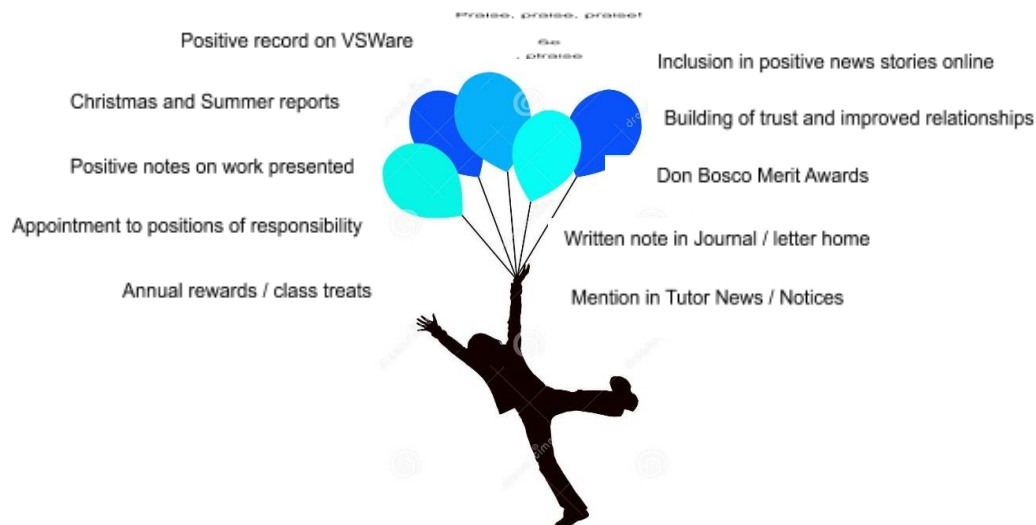 Praise, praise, praise!
Positive record on VSWare
Christmas and Summer reports
Positive notes on work presented
Appointment to positions of responsibility
Annual rewards / class treats
Inclusion in positive news stories online
Building of trust and improved relationships
Don Bosco Merit Awards
Written note in Journal / letter home
Mention in Tutor News / Notices